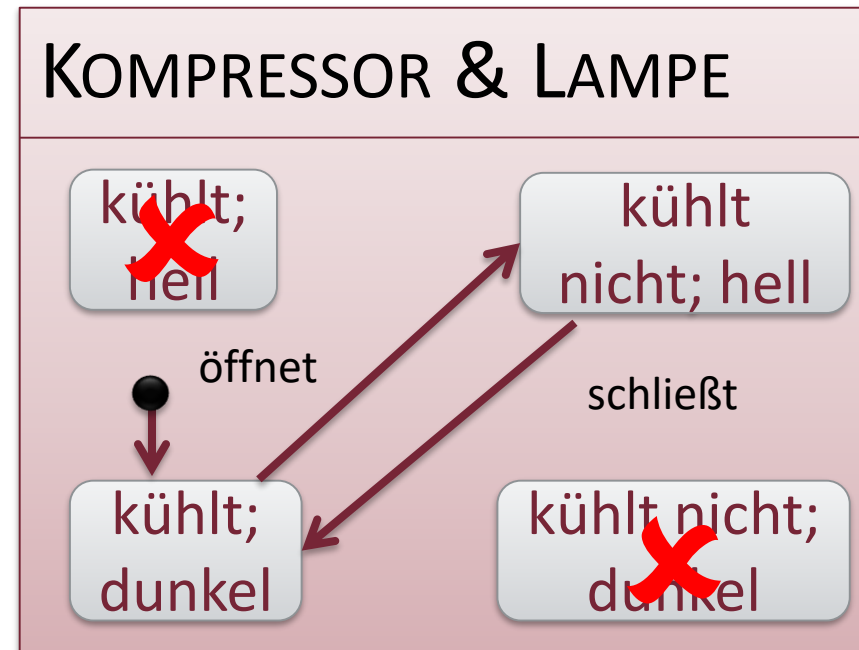 KOMPRESSOR & LAMPE
kühlt;
hell
kühlt
nicht; hell
öffnet
schließt
kühlt;
dunkel
kühlt nicht;
dunkel